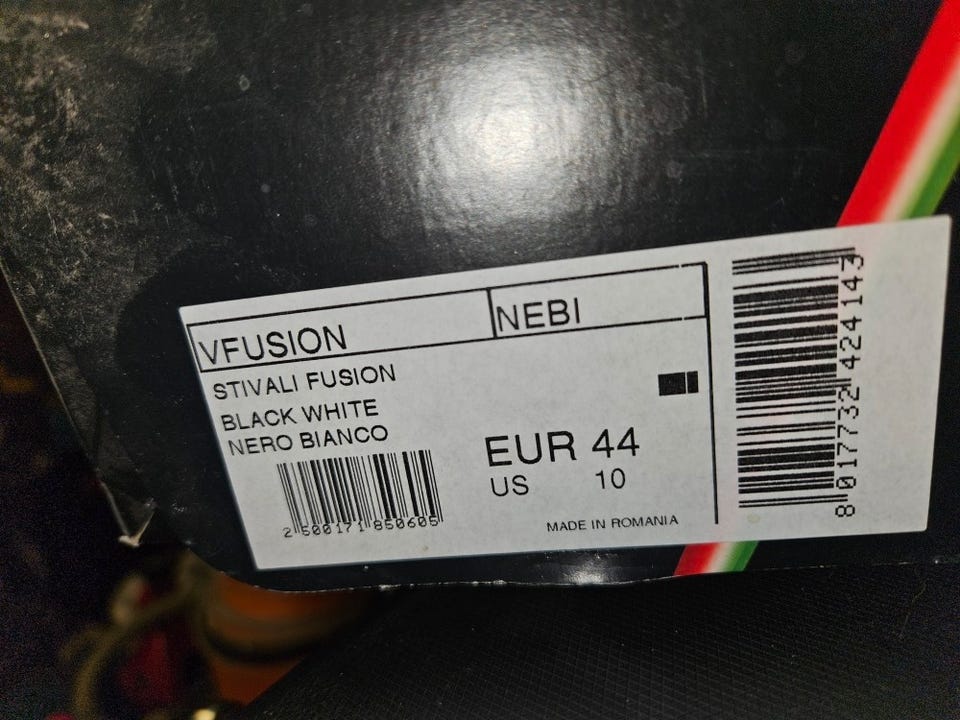 VFUSION
NEBI
STIVALI FUSION
BLACK WHITE
NERO BIANCO
EUR 44
US 10
2 500171 850605
MADE IN ROMANIA
8 017732 424143